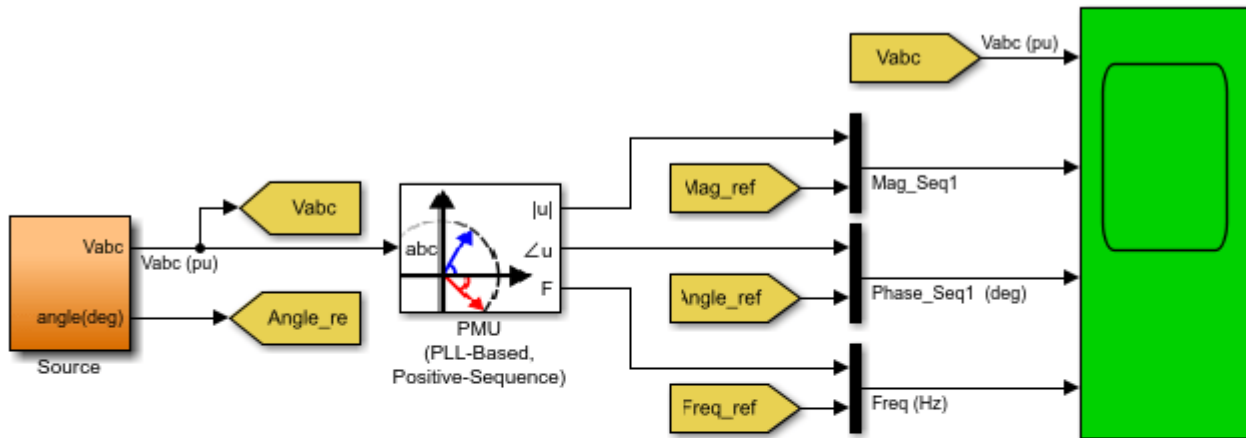 Vabc
Vabc (pu)
Vabc
Mag_ref
Mag_Seq1
Vabc
|u|
Vabc
abc
∠u
Vabc (pu)
F
angle(deg)
Angle_re
Angle_ref
Phase_Seq1 (deg)
Source
PMU
(PLL-Based,
Positive-Sequence)
Freq_ref
Freq (Hz)